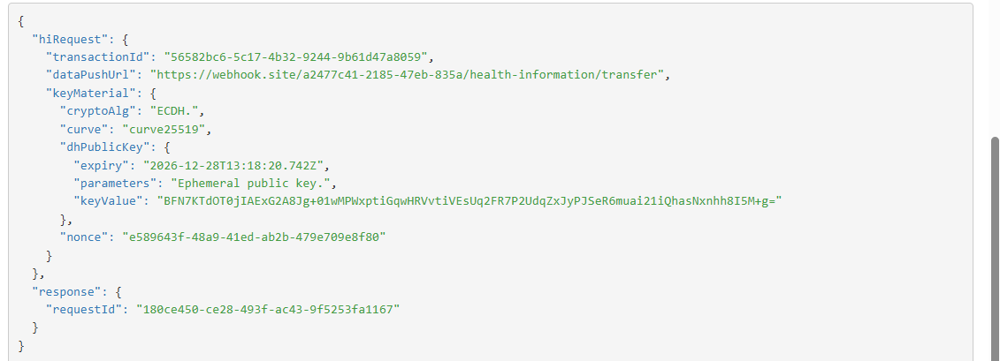 {
"hiRequest": {
"transactionId": "56582bc6-5c17-4b32-9244-9b61d47a8059",
"dataPushUrl": "https://webhook.site/a2477c41-2185-47eb-835a/health-information/transfer",
"keyMaterial": {
"cryptoAlg": "ECDH.",
"curve": "curve25519",
"dhPublicKey": {
"expiry": "2026-12-28T13:18:20.742Z",
"parameters": "Ephemeral public key.",
"keyValue": "BFN7KTdOT0jIAExG2A8Jg+01wMPWxptiGqwHRVvtiVEsUq2FR7P2UdqZxJyPJSeR6muai21iQhasNxnhh8I5M+g="
},
"nonce": "e589643f-48a9-41ed-ab2b-479e709e8f80"
}
},
"response": {
"requestId": "180ce450-ce28-493f-ac43-9f5253fa1167"
}
}